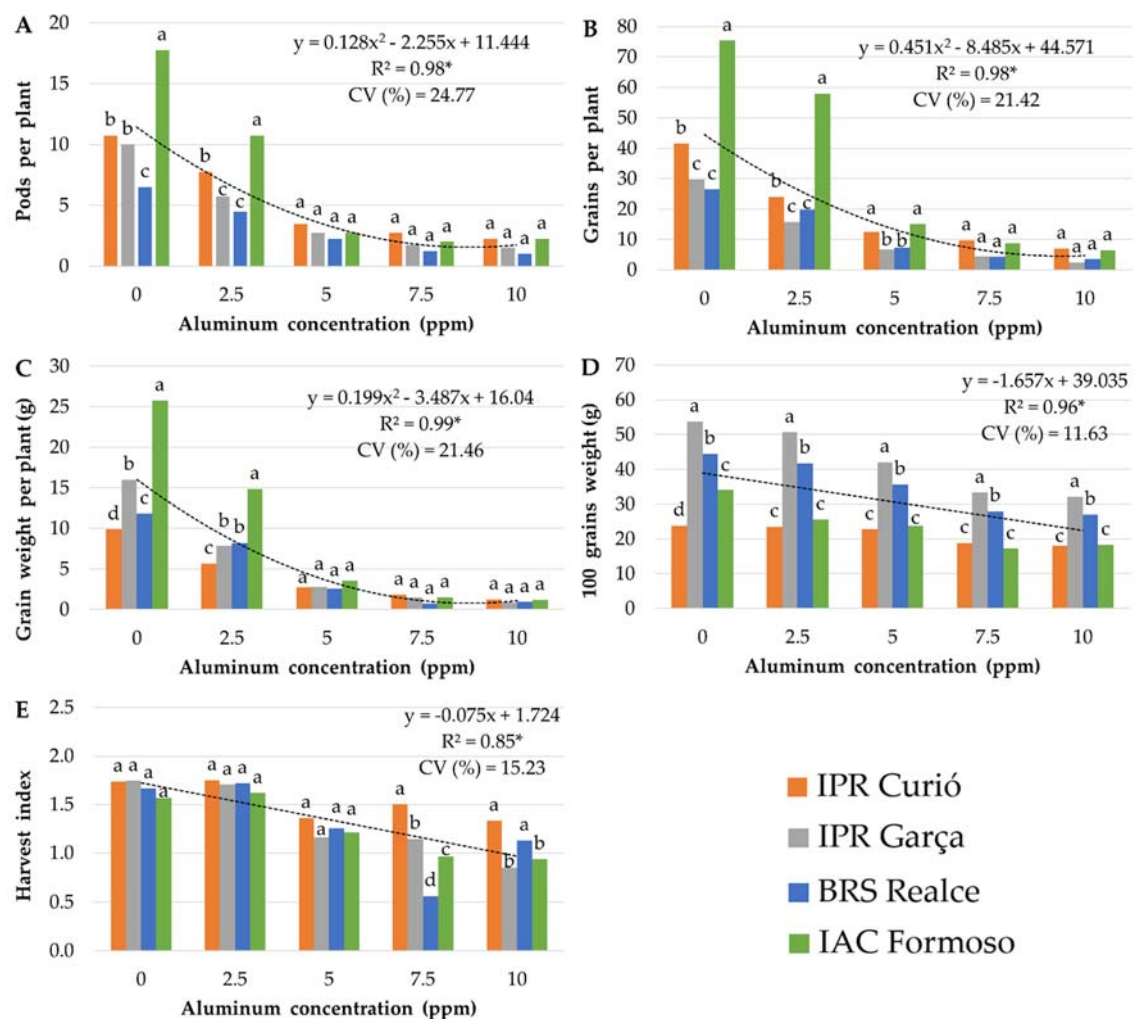 A
y = 0.128x² - 2.255x + 11.444
R² = 0.98*
CV (%) = 24.77
Pods per plant
20
15
10
5
0
b b c a
b c c a
a a a a
a a a a
a a a a
0 2.5 5 7.5 10
Aluminum concentration (ppm)
B
y = 0.451x² - 8.485x + 44.571
R² = 0.98*
CV (%) = 21.42
Grains per plant
80
70
60
50
40
30
20
10
0
b c c a
b c c a
a b b a
a a a a
a a a a
0 2.5 5 7.5 10
Aluminum concentration (ppm)
C
y = 0.199x² - 3.487x + 16.04
R² = 0.99*
CV (%) = 21.46
Grain weight per plant (g)
30
25
20
15
10
5
0
d b c a
c b b a
a a a a
a a a a
a a a a
0 2.5 5 7.5 10
Aluminum concentration (ppm)
D
y = -1.657x + 39.035
R² = 0.96*
CV (%) = 11.63
100 grains weight (g)
70
60
50
40
30
20
10
0
d a b c
c a b c
c a b c
c a b c
c a b c
0 2.5 5 7.5 10
Aluminum concentration (ppm)
E
y = -0.075x + 1.724
R² = 0.85*
CV (%) = 15.23
Harvest index
2.5
2.0
1.5
1.0
0.5
0.0
a a a a
a a a a
a a a a
a b d c
a b a b
0 2.5 5 7.5 10
Aluminum concentration (ppm)
IPR Curió
IPR Garça
BRS Realce
IAC Formoso